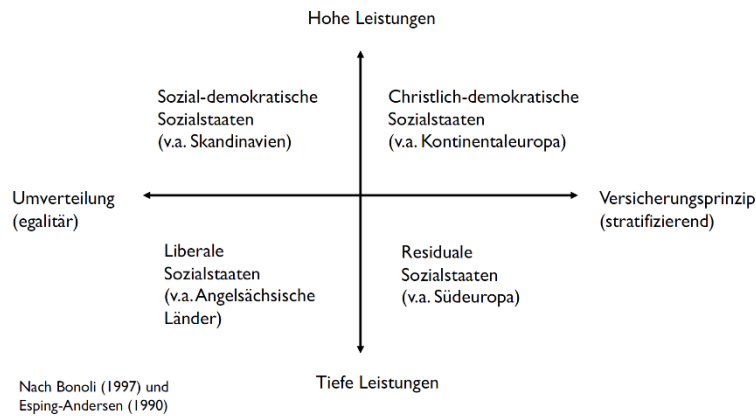 Hohe Leistungen
Sozial-demokratische
Sozialstaaten
(v.a. Skandinavien)
Christlich-demokratische
Sozialstaaten
(v.a. Kontinentaleuropa)
Umverteilung
(egalitär)
Versicherungsprinzip
(stratifizierend)
Liberale
Sozialstaaten
(v.a. Angelsächsische
Länder)
Residuale
Sozialstaaten
(v.a. Südeuropa)
Tiefe Leistungen
Nach Bonoli (1997) und
Esping-Andersen (1990)